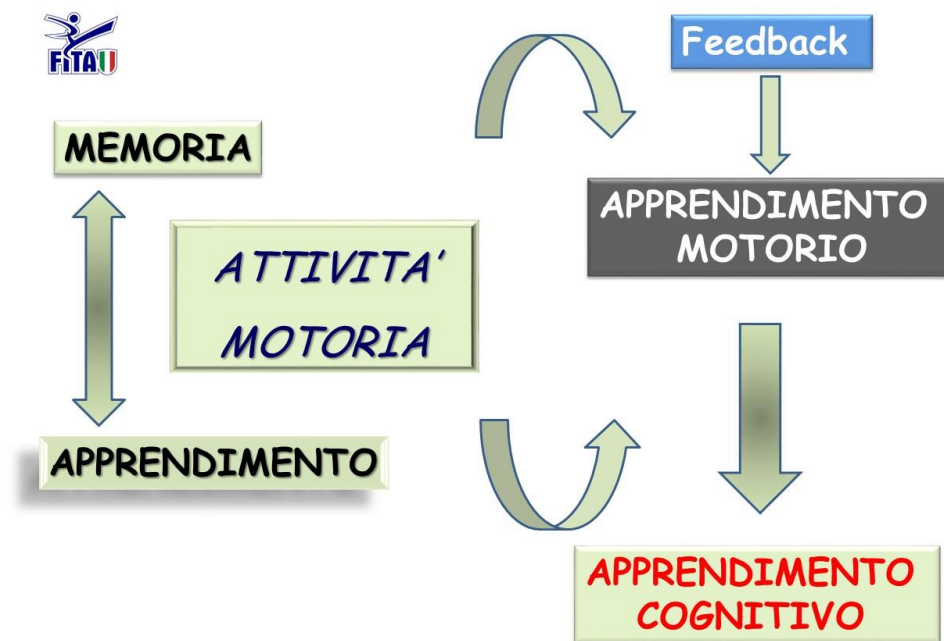 FITA
Feedback
MEMORIA
APPRENDIMENTO
MOTORIO
ATTIVITA'
MOTORIA
APPRENDIMENTO
APPRENDIMENTO
COGNITIVO